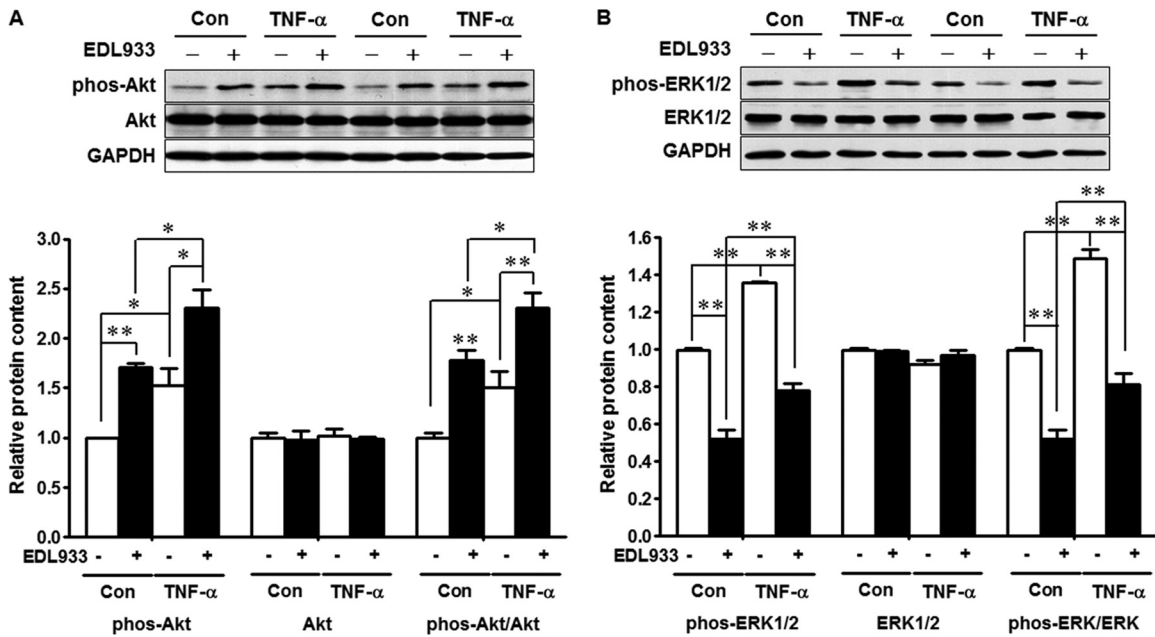 A
Con TNF-α Con TNF-α
EDL933 – + – + – + – +
phos-Akt
Akt
GAPDH
Relative protein content
3.0
2.5
2.0
1.5
1.0
0.5
0.0
* * * ** * ** * **
EDL933 - + - + - + - + - + - +
Con TNF-α Con TNF-α Con TNF-α
phos-Akt Akt phos-Akt/Akt
B
Con TNF-α Con TNF-α
EDL933 – + – + – + – +
phos-ERK1/2
ERK1/2
GAPDH
Relative protein content
1.6
1.4
1.2
1.0
0.8
0.6
0.4
0.2
0.0
** ** ** ** ** ** ** **
EDL933 - + - + - + - + - + - +
Con TNF-α Con TNF-α Con TNF-α
phos-ERK1/2 ERK1/2 phos-ERK/ERK